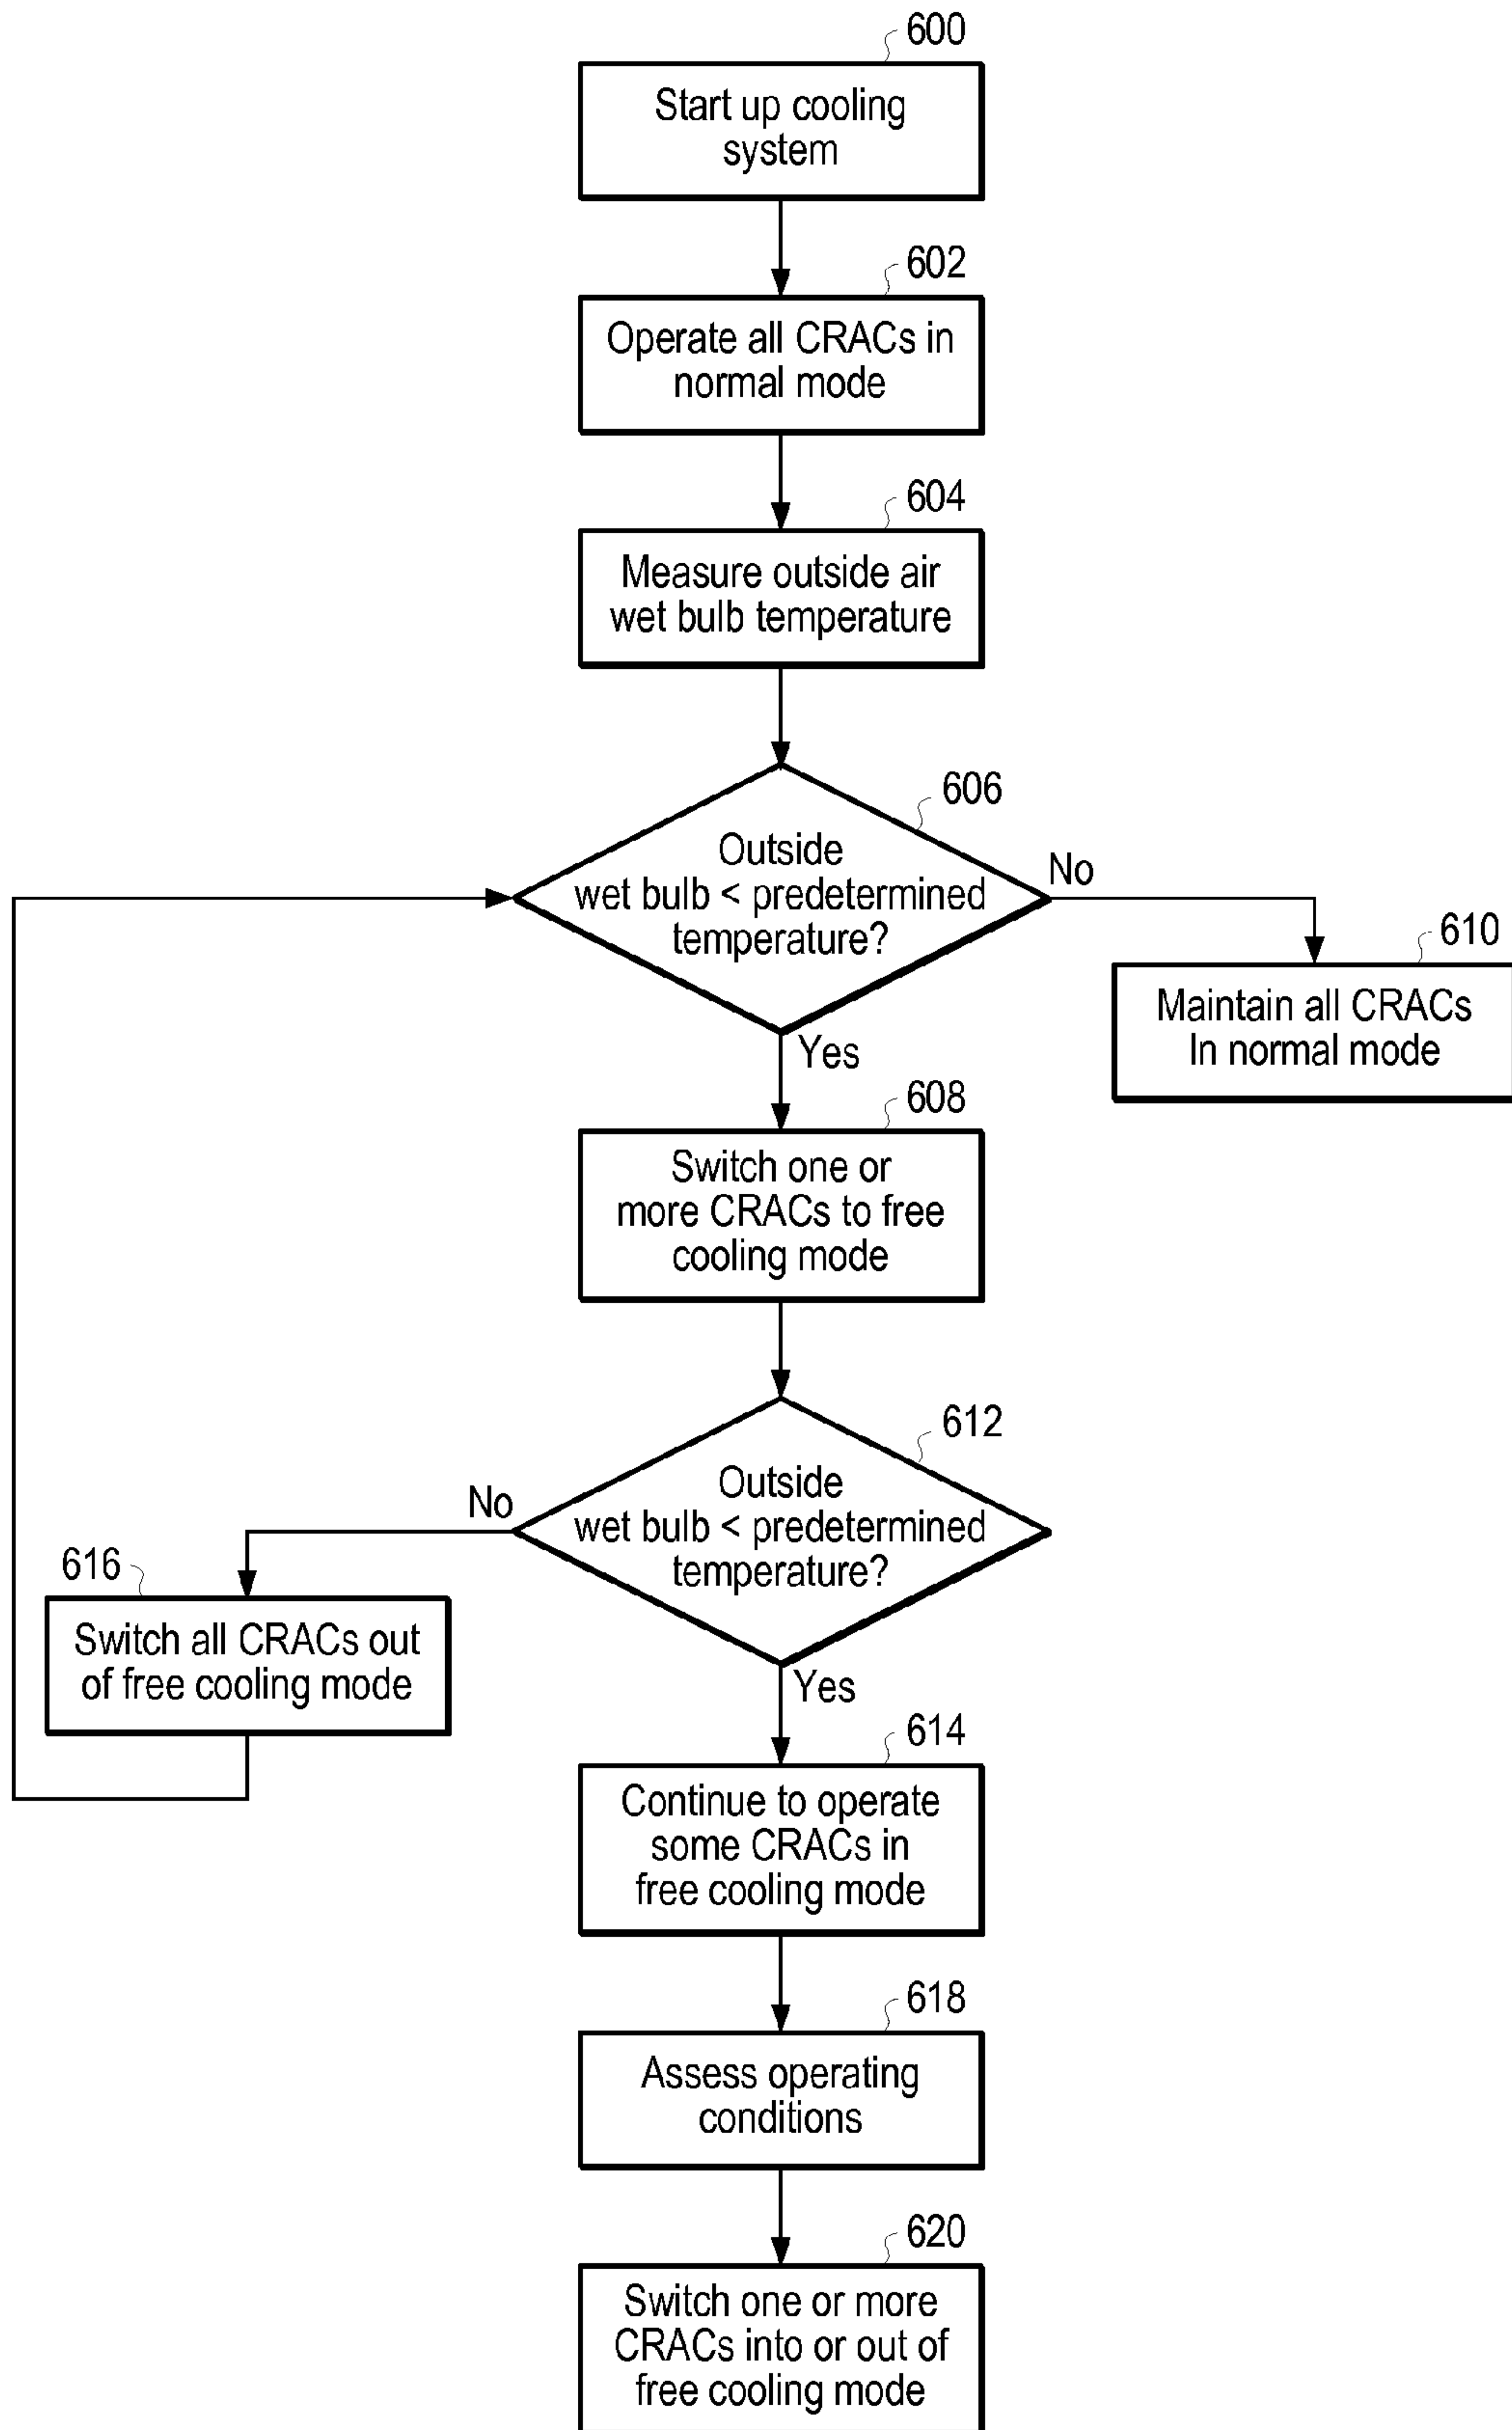 600
Start up cooling
system
602
Operate all CRACs in
normal mode
604
Measure outside air
wet bulb temperature
606
Outside
wet bulb < predetermined
temperature?
No
610
Maintain all CRACs
In normal mode
Yes
608
Switch one or
more CRACs to free
cooling mode
612
Outside
wet bulb < predetermined
temperature?
No
616
Switch all CRACs out
of free cooling mode
Yes
614
Continue to operate
some CRACs in
free cooling mode
618
Assess operating
conditions
620
Switch one or more
CRACs into or out of
free cooling mode